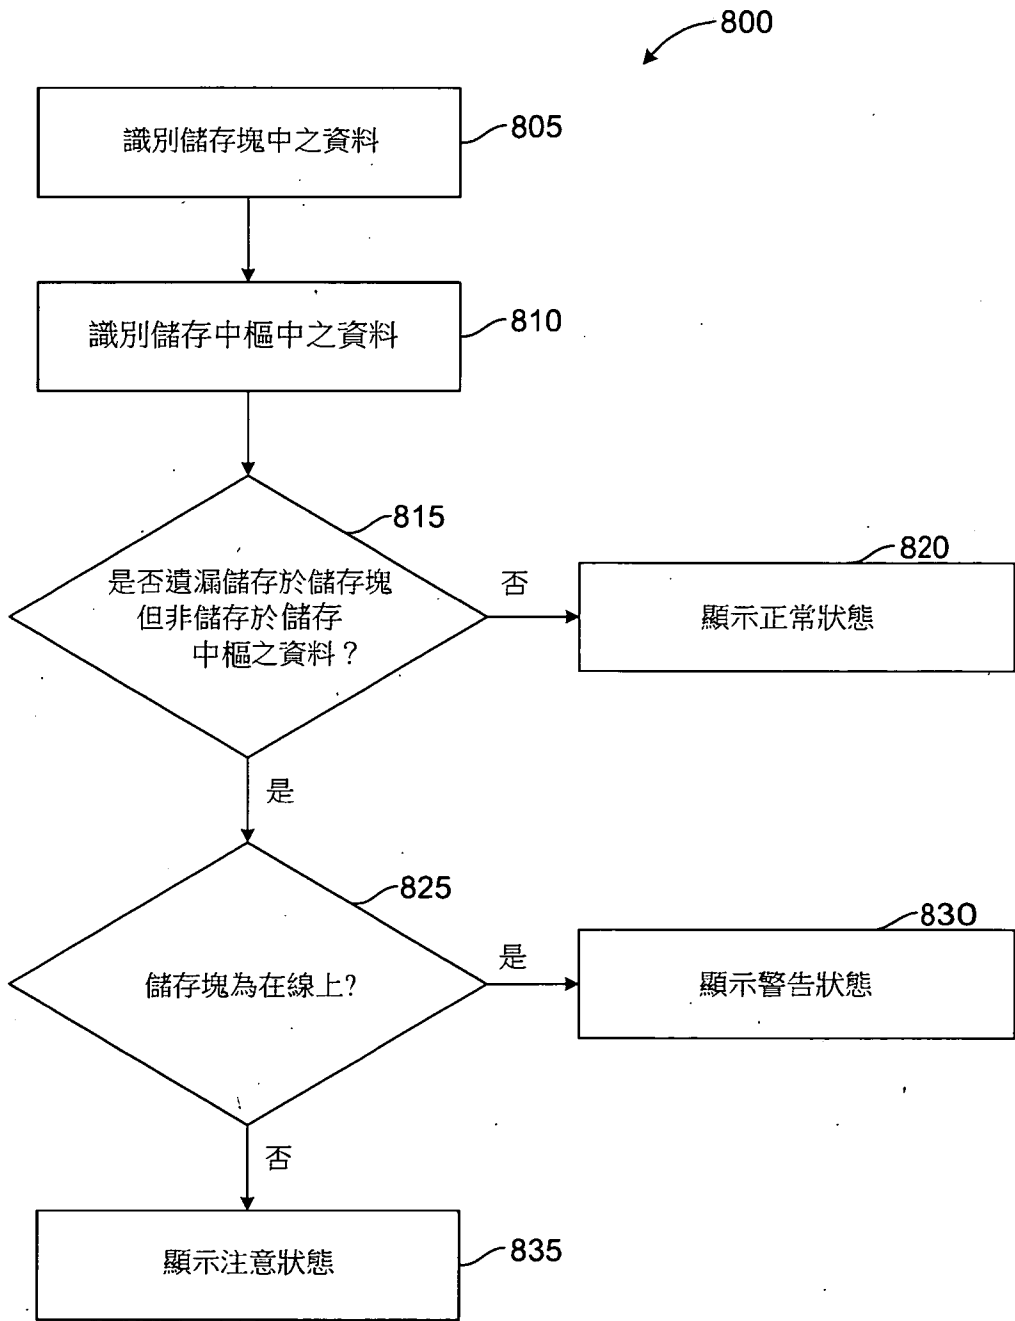 800
識別儲存塊中之資料
805
識別儲存中樞中之資料
810
815
是否遺漏儲存於儲存塊
但非儲存於儲存
中樞之資料？
否
820
顯示正常狀態
是
825
儲存塊為在線上?
是
830
顯示警告狀態
否
顯示注意狀態
835